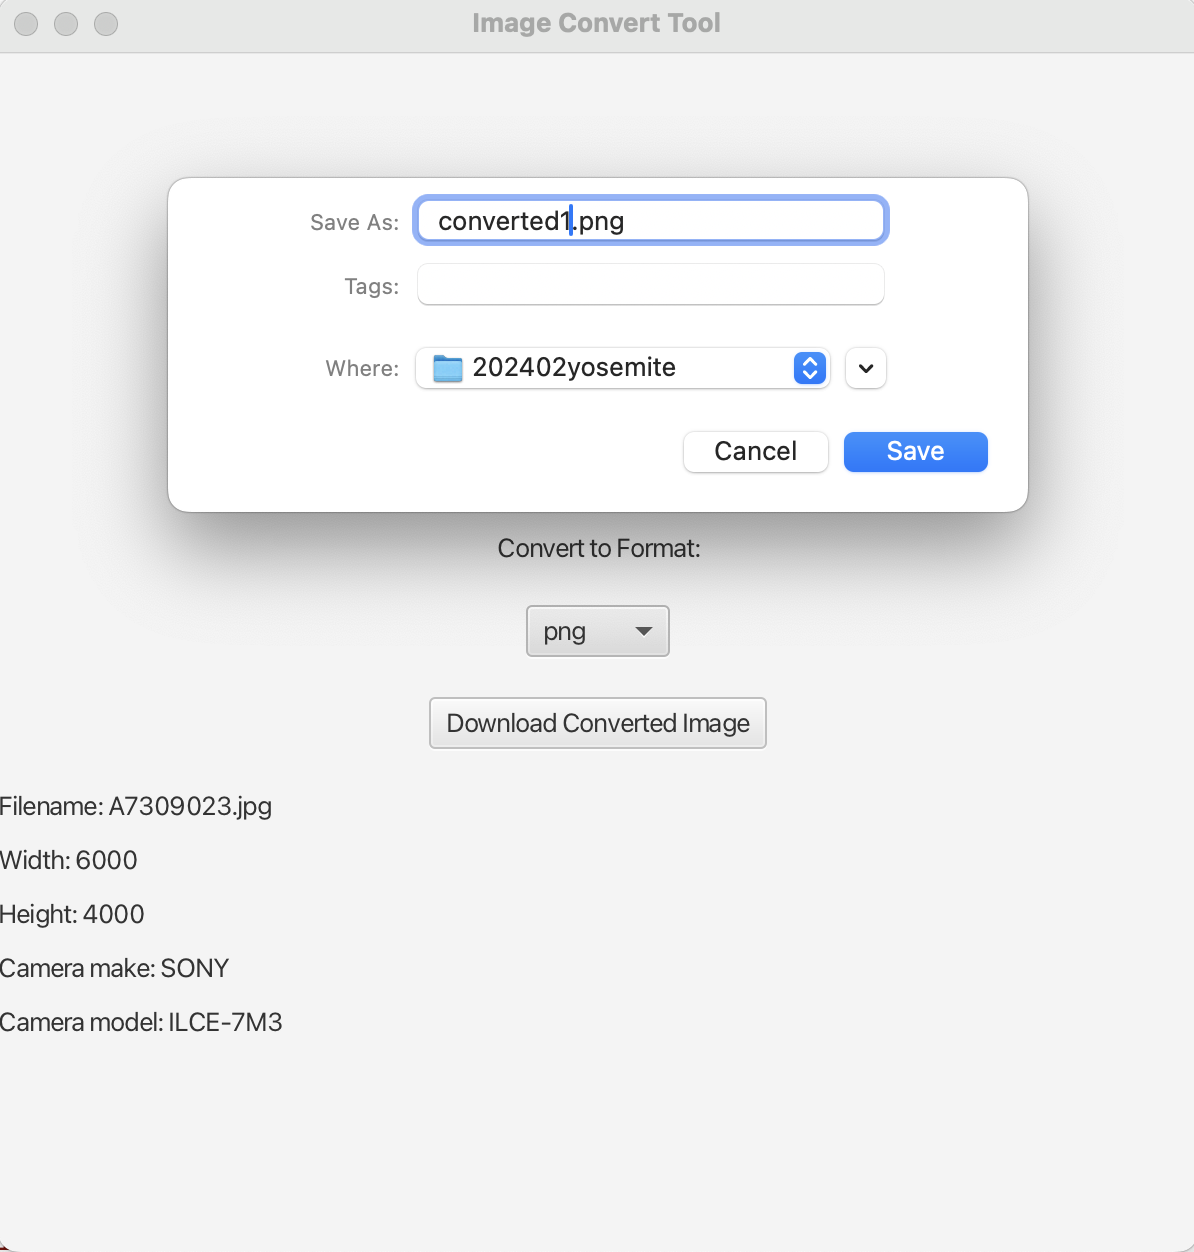 Image Convert Tool
Save As: converted1.png
Tags:
Where: 202402yosemite
Cancel Save
Convert to Format:
png
Download Converted Image
Filename: A7309023.jpg
Width: 6000
Height: 4000
Camera make: SONY
Camera model: ILCE-7M3